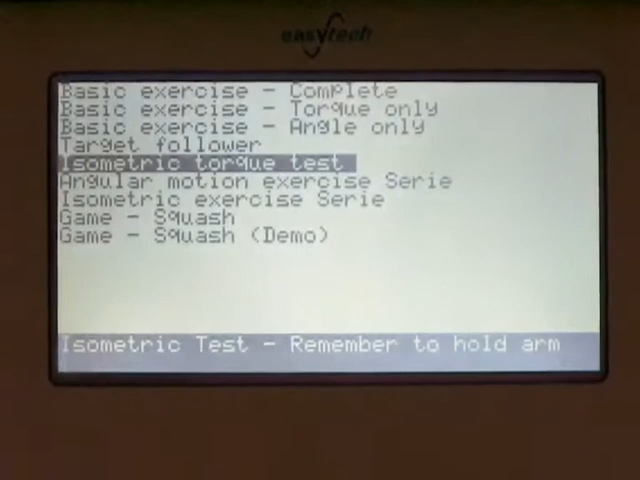 easytech
Basic exercise - Complete
Basic exercise - Torque only
Basic exercise - Angle only
Target follower
Isometric torque test
Angular motion exercise Serie
Isometric exercise Serie
Game - Squash
Game - Squash (Demo)
Isometric Test - Remember to hold arm